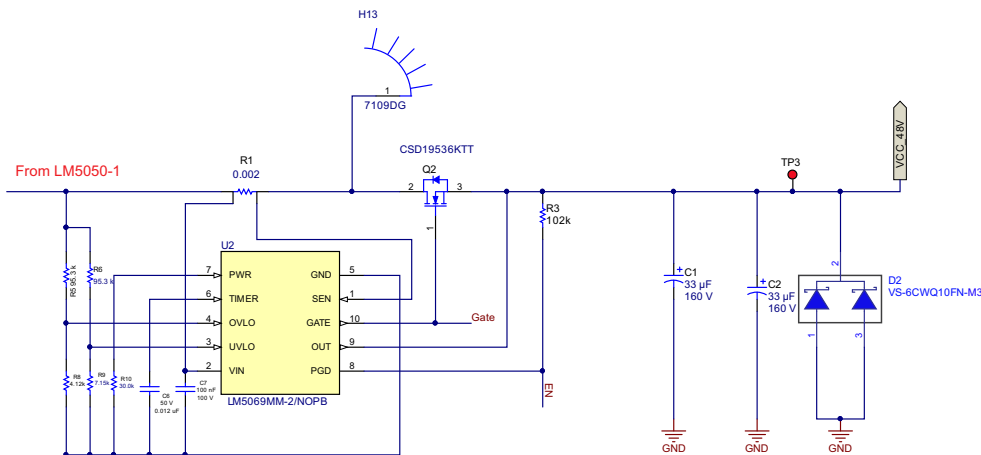 H13
1
7109DG
CSD19536KTT
From LM5050-1
R1
0.002
Q2
2
3
1
TP3
VCC_48V
R3
102k
U2
R5 95.3 k
R6
95.3 k
7 PWR GND 5
6 TIMER SEN 1
4 OVLO GATE 10
3 UVLO OUT 9
2 VIN PGD 8
LM5069MM-2/NOPB
Gate
EN
R8
4.12k
R9
7.15k
R10
30.0k
C6
50 V
0.012 uF
C7
100 nF
100 V
C1
33 µF
160 V
C2
33 µF
160 V
2
D2
VS-6CWQ10FN-M3
1
3
GND
GND
GND